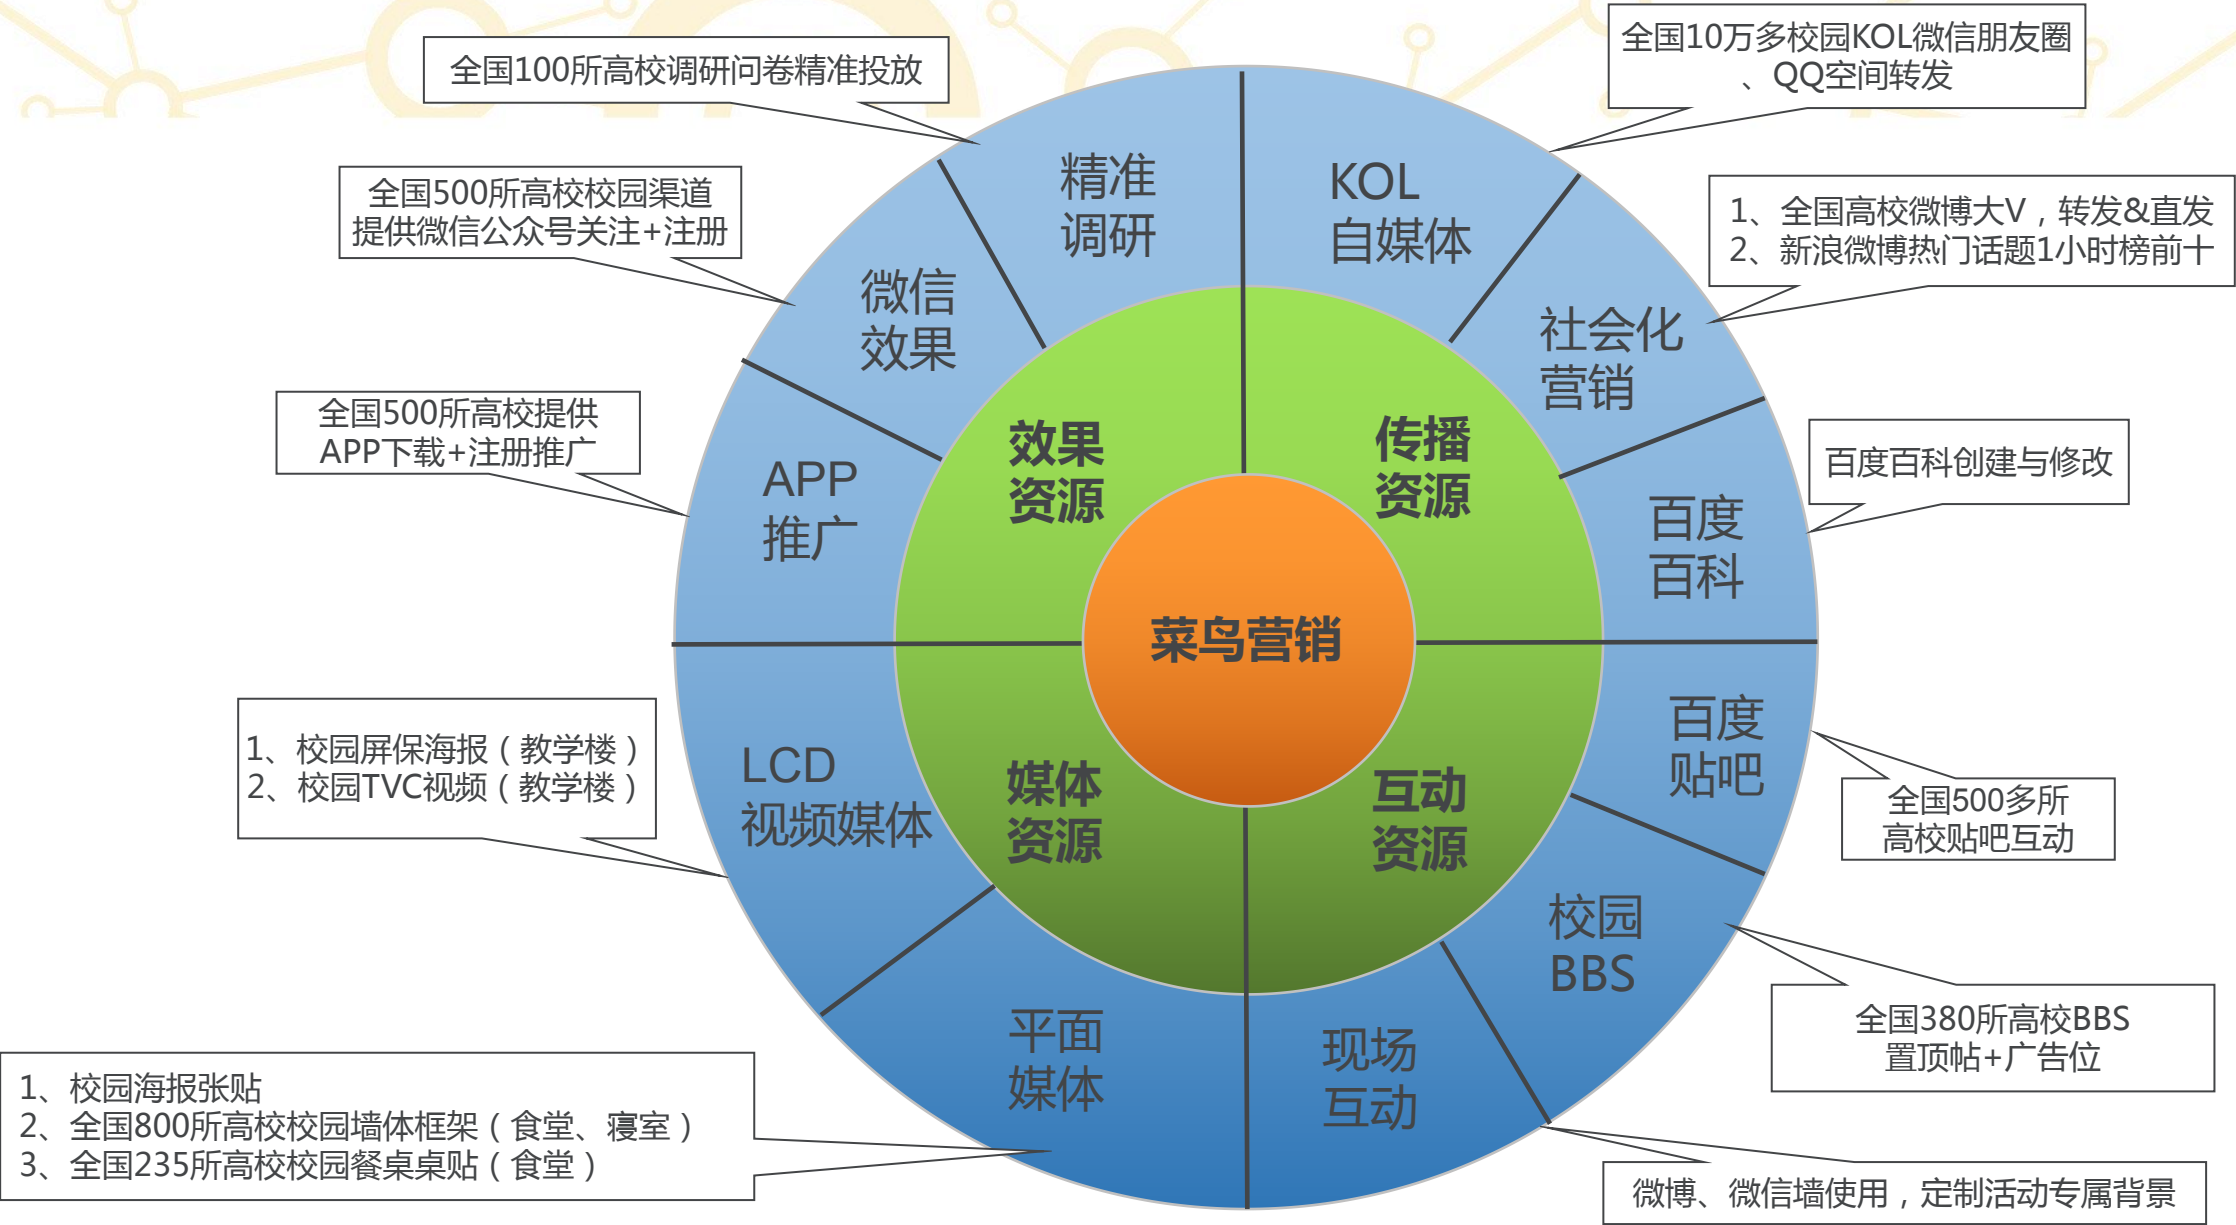 全国100所高校调研问卷精准投放
全国10万多校园KOL微信朋友圈
、QQ空间转发
全国500所高校校园渠道
提供微信公众号关注+注册
1、全国高校微博大V，转发&直发
2、新浪微博热门话题1小时榜前十
全国500所高校提供
APP下载+注册推广
百度百科创建与修改
精准
调研
KOL
自媒体
微信
效果
社会化
营销
APP
推广
百度
百科
效果
资源
传播
资源
菜鸟营销
媒体
资源
互动
资源
LCD
视频媒体
百度
贴吧
平面
媒体
现场
互动
校园
BBS
1、校园屏保海报（教学楼）
2、校园TVC视频（教学楼）
全国500多所
高校贴吧互动
全国380所高校BBS
置顶帖+广告位
1、校园海报张贴
2、全国800所高校校园墙体框架（食堂、寝室）
3、全国235所高校校园餐桌桌贴（食堂）
微博、微信墙使用，定制活动专属背景